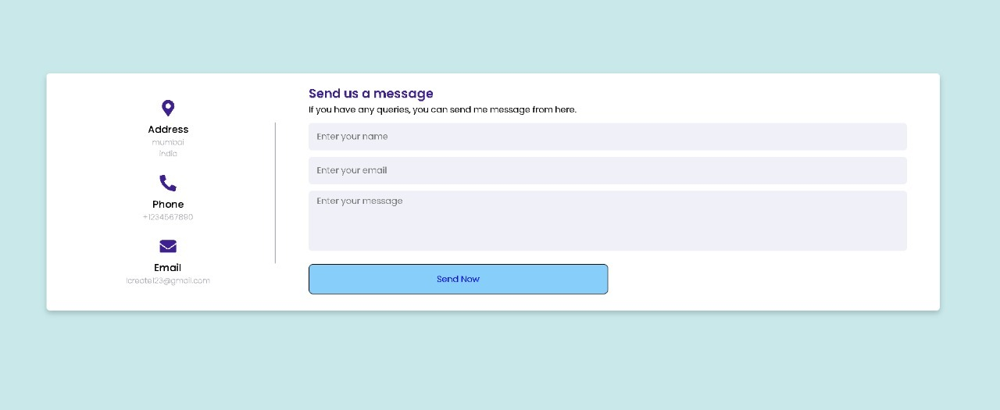 Address
mumbai
india
Phone
+1234567890
Email
icreate123@gmail.com
Send us a message
If you have any queries, you can send me message from here.
Enter your name
Enter your email
Enter your message
Send Now